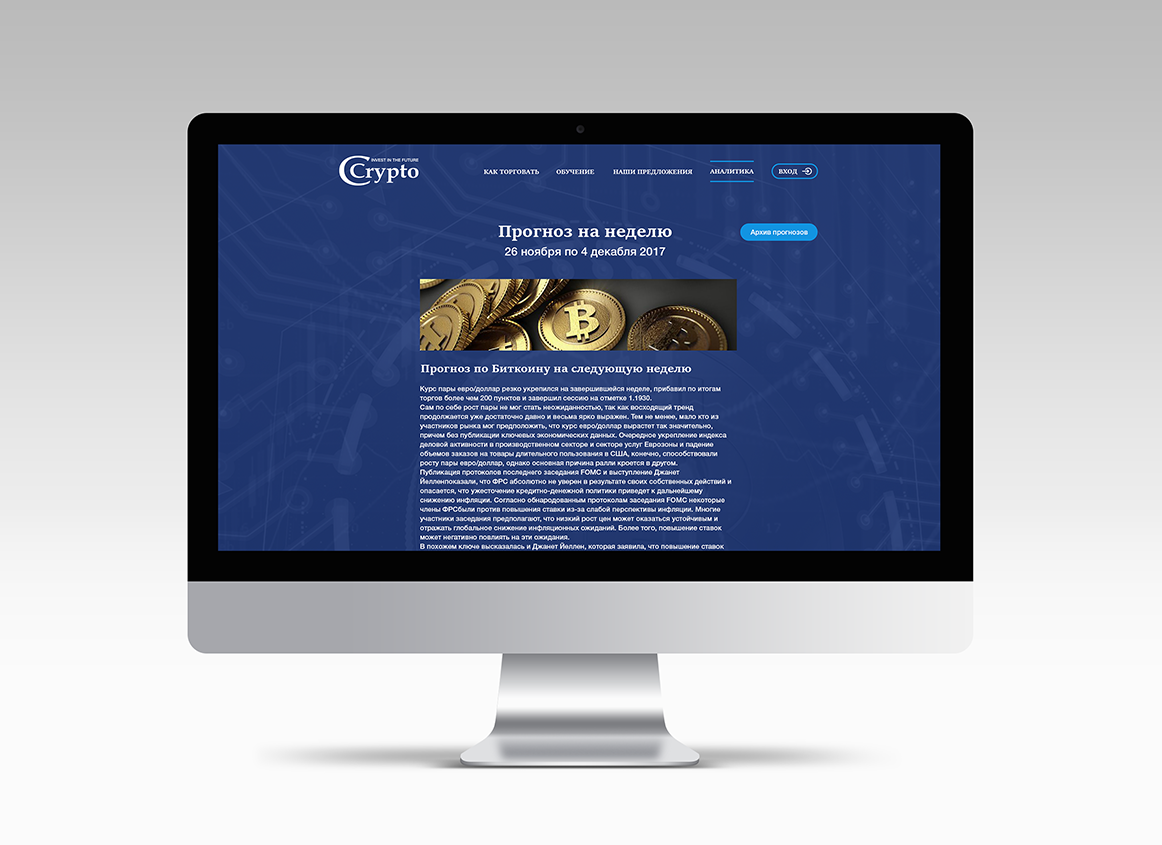 INVEST IN THE FUTURE
Crypto
КАК ТОРГОВАТЬ ОБУЧЕНИЕ НАШИ ПРЕДЛОЖЕНИЯ АНАЛИТИКА ВХОД
Прогноз на неделю
Архив прогнозов
26 ноября по 4 декабря 2017
Прогноз по Биткоину на следующую неделю
Курс пары евро/доллар резко укрепился на завершившейся неделе, прибавил по итогам
торгов более чем 200 пунктов и завершил сессию на отметке 1.1930.
Сам по себе рост пары не мог стать неожиданностью, так как восходящий тренд
продолжается уже достаточно давно и весьма ярко выражен. Тем не менее, мало кто из
участников рынка мог предположить, что курс евро/доллар вырастет так значительно,
причем без публикации ключевых экономических данных. Очередное укрепление индекса
деловой активности в производственном секторе и секторе услуг Еврозоны и падение
объемов заказов на товары длительного пользования в США, конечно, способствовали
росту пары евро/доллар, однако основная причина ралли кроется в другом.
Публикация протоколов последнего заседания FOMC и выступление Джанет
Йелленпоказали, что ФРС абсолютно не уверен в результате своих собственных действий и
опасается, что ужесточение кредитно-денежной политики приведет к дальнейшему
снижению инфляции. Согласно обнародованным протоколам заседания FOMC некоторые
члены ФРСбыли против повышения ставки из-за слабой перспективы инфляции. Многие
участники заседания предполагают, что низкий рост цен может оказаться устойчивым и
отражать глобальное снижение инфляционных ожиданий. Более того, повышение ставок
может негативно повлиять на эти ожидания.
В похожем ключе высказалась и Джанет Йеллен, которая заявила, что повышение ставок